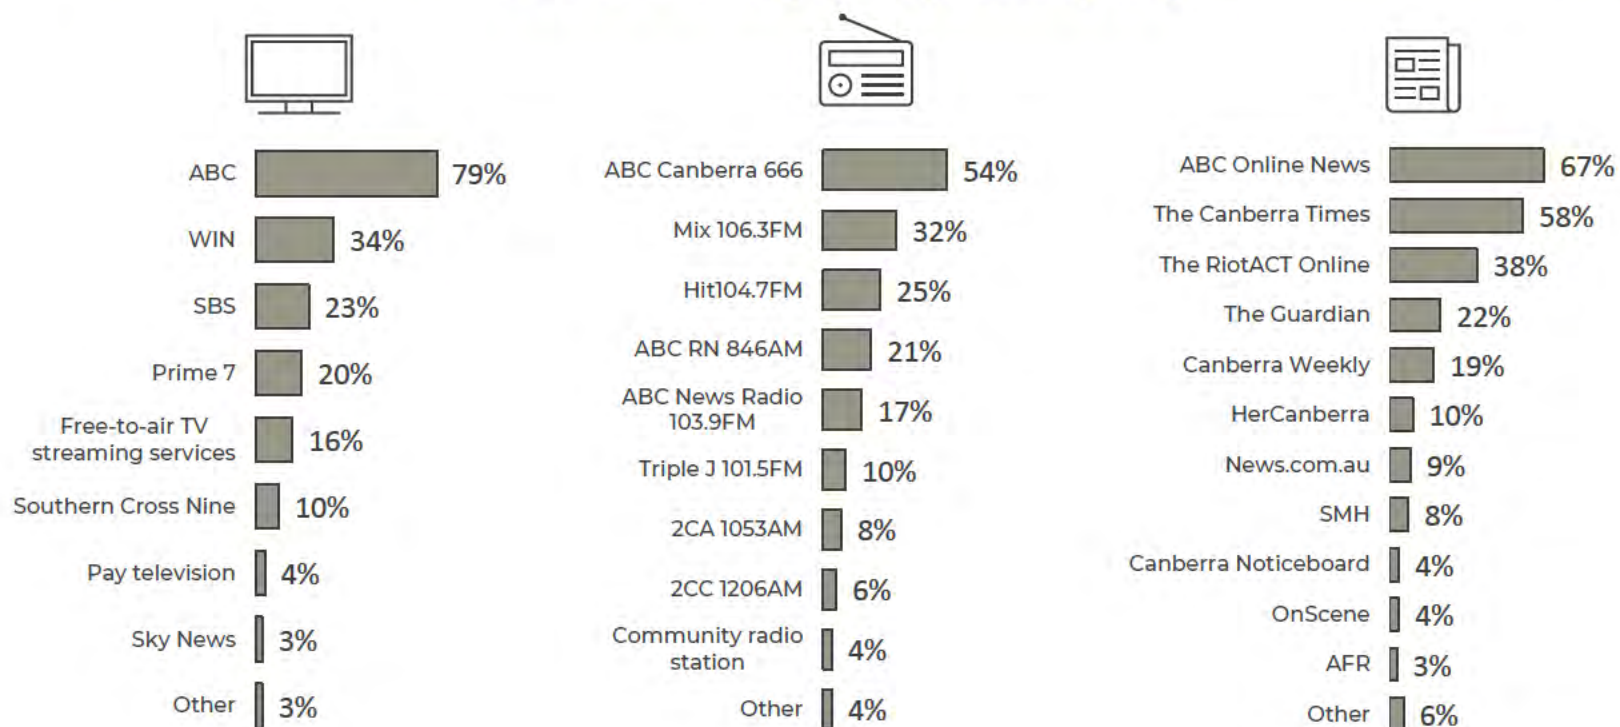 ABC 79%
WIN 34%
SBS 23%
Prime 7 20%
Free-to-air TV
streaming services 16%
Southern Cross Nine 10%
Pay television 4%
Sky News 3%
Other 3%
ABC Canberra 666 54%
Mix 106.3FM 32%
Hit104.7FM 25%
ABC RN 846AM 21%
ABC News Radio
103.9FM 17%
Triple J 101.5FM 10%
2CA 1053AM 8%
2CC 1206AM 6%
Community radio
station 4%
Other 4%
ABC Online News 67%
The Canberra Times 58%
The RiotACT Online 38%
The Guardian 22%
Canberra Weekly 19%
HerCanberra 10%
News.com.au 9%
SMH 8%
Canberra Noticeboard 4%
OnScene 4%
AFR 3%
Other 6%